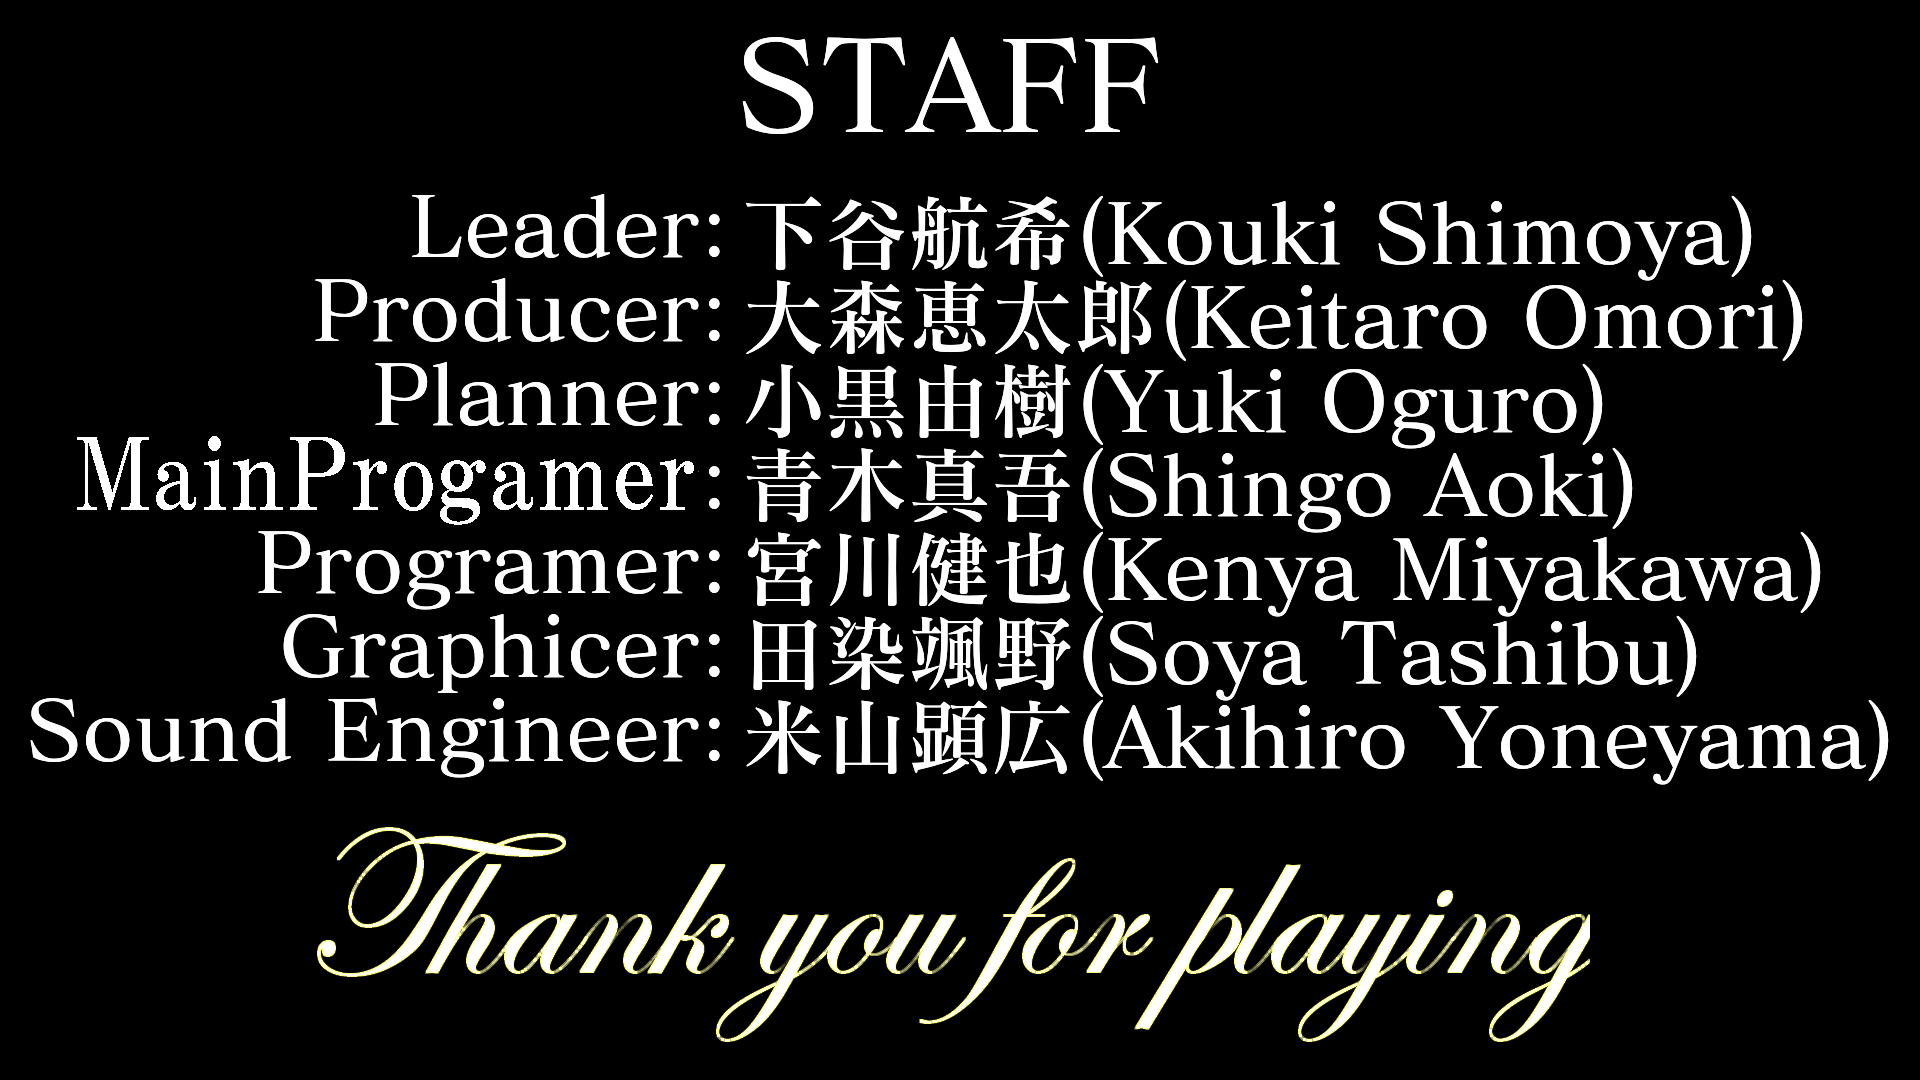 STAFF
Leader: 下谷航希(Kouki Shimoya)
Producer: 大森恵太郎(Keitaro Omori)
Planner: 小黒由樹(Yuki Oguro)
MainProgamer: 青木真吾(Shingo Aoki)
Programer: 宮川健也(Kenya Miyakawa)
Graphicer: 田染颯野(Soya Tashibu)
Sound Engineer: 米山顕広(Akihiro Yoneyama)
Thank you for playing